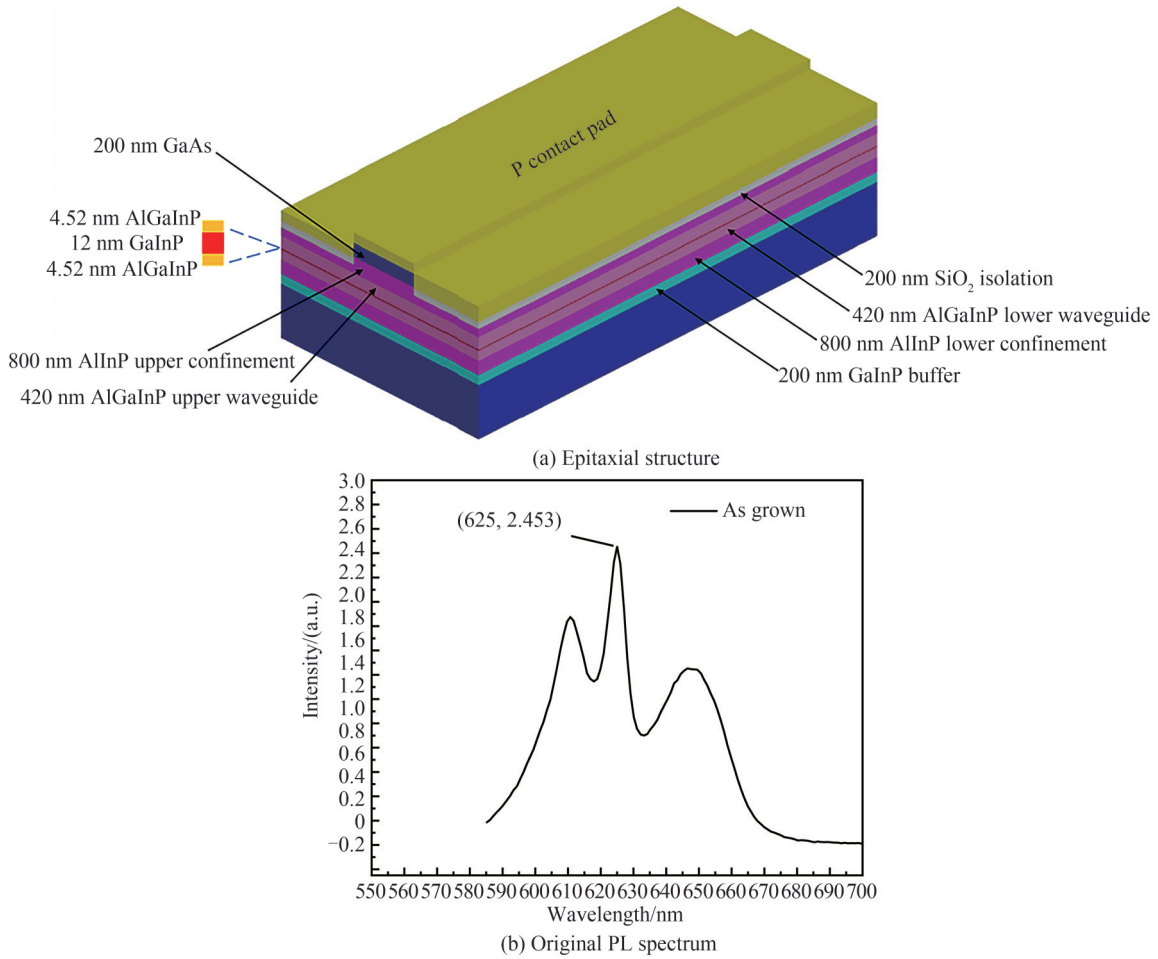 P contact pad
200 nm GaAs
4.52 nm AlGaInP
12 nm GaInP
4.52 nm AlGaInP
800 nm AlInP upper confinement
420 nm AlGaInP upper waveguide
200 nm SiO₂ isolation
420 nm AlGaInP lower waveguide
800 nm AlInP lower confinement
200 nm GaInP buffer
(a) Epitaxial structure
3.0
2.8
2.6
2.4
2.2
2.0
1.8
1.6
1.4
1.2
1.0
0.8
0.6
0.4
0.2
0
−0.2
Intensity/(a.u.)
(625, 2.453)
As grown
550 560 570 580 590 600 610 620 630 640 650 660 670 680 690 700
Wavelength/nm
(b) Original PL spectrum